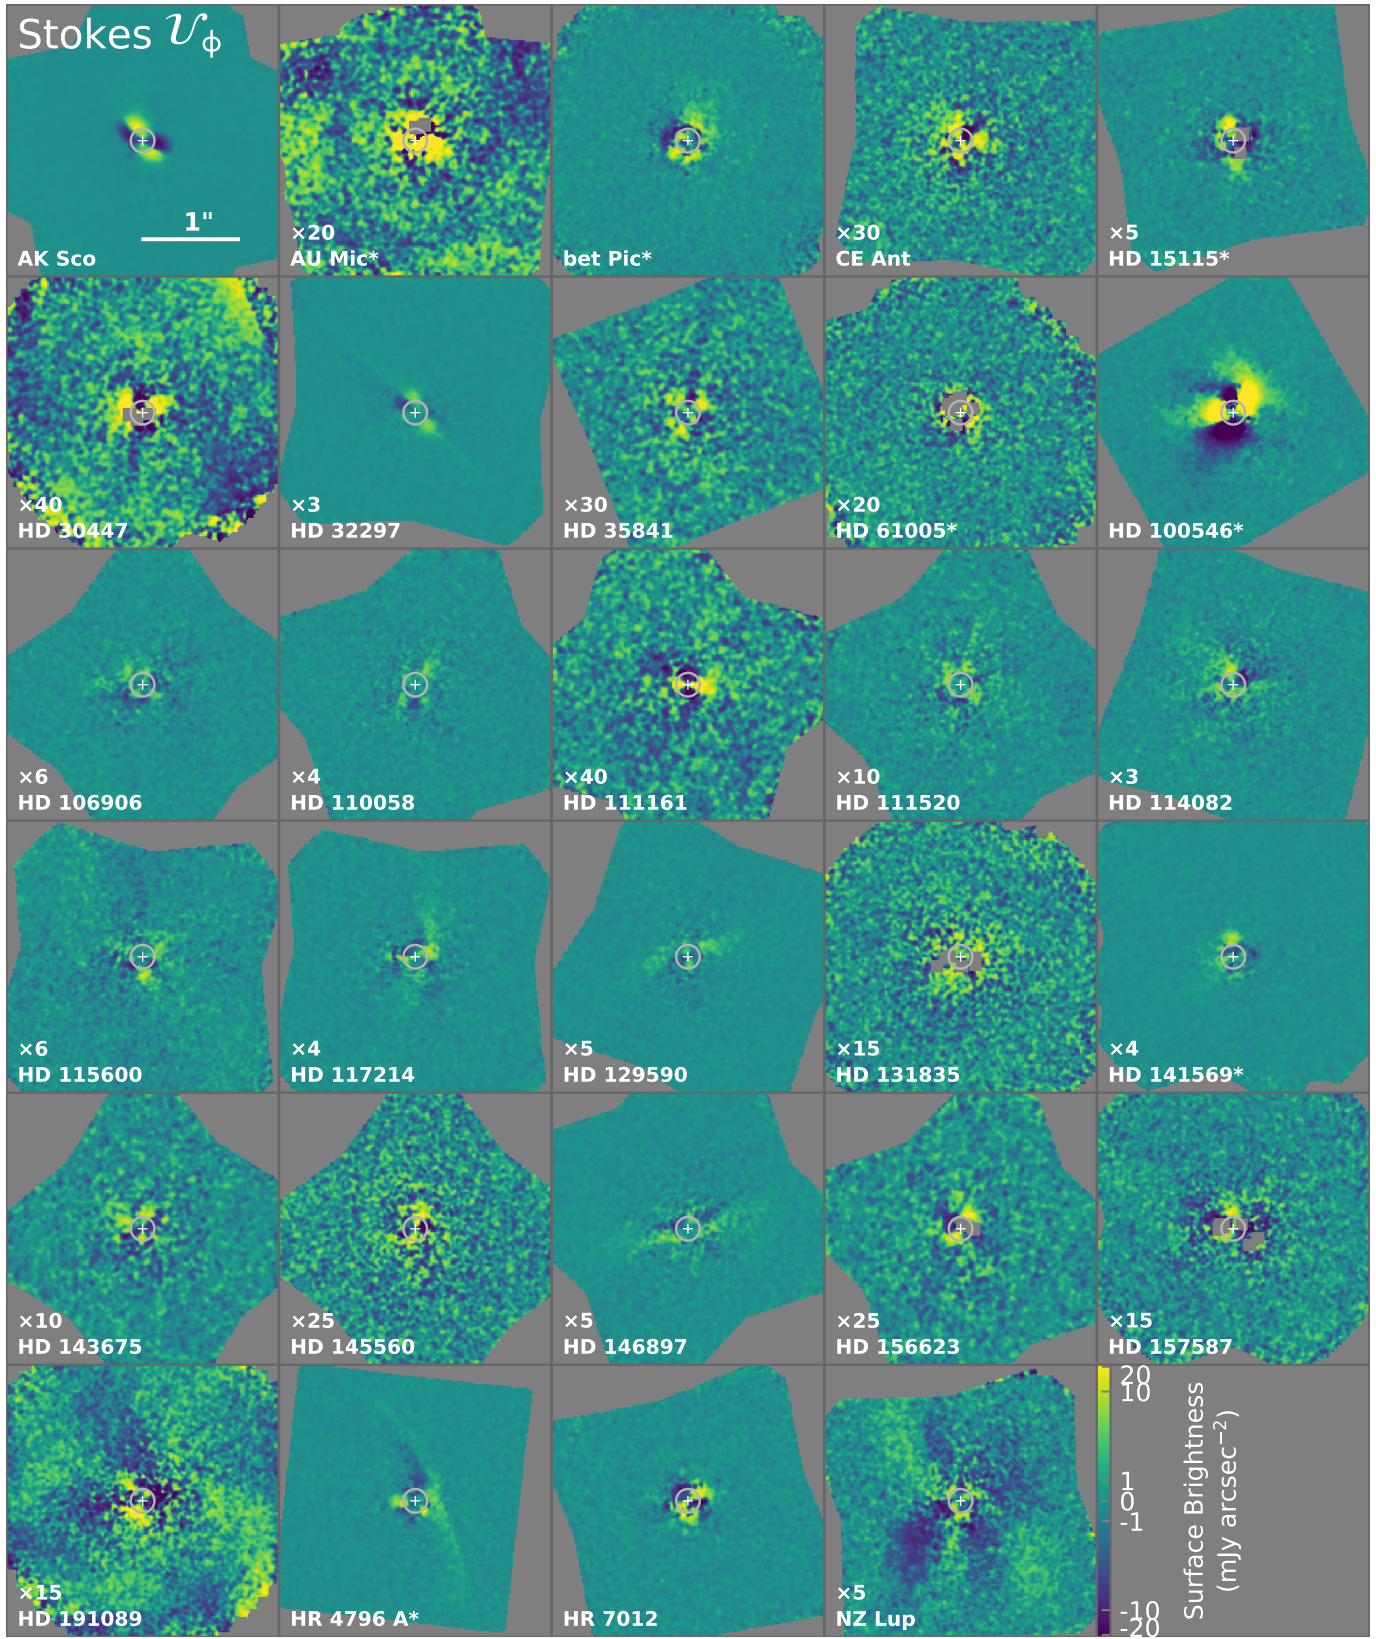 Stokes 𝒰ϕ
1"
AK Sco
×20
AU Mic*
bet Pic*
×30
CE Ant
×5
HD 15115*
×40
HD 30447
×3
HD 32297
×30
HD 35841
×20
HD 61005*
HD 100546*
×6
HD 106906
×4
HD 110058
×40
HD 111161
×10
HD 111520
×3
HD 114082
×6
HD 115600
×4
HD 117214
×5
HD 129590
×15
HD 131835
×4
HD 141569*
×10
HD 143675
×25
HD 145560
×5
HD 146897
×25
HD 156623
×15
HD 157587
×15
HD 191089
HR 4796 A*
HR 7012
×5
NZ Lup
20
10
1
0
-1
-10
-20
Surface Brightness
(mJy arcsec⁻²)